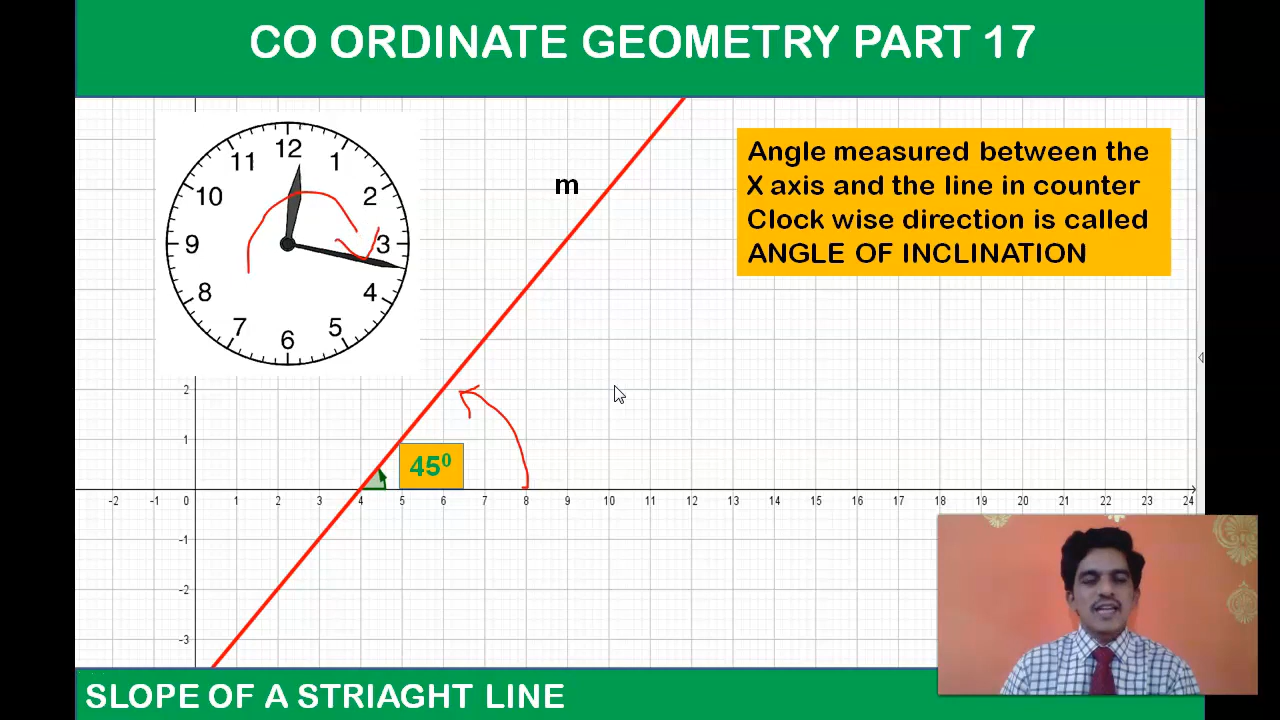 CO ORDINATE GEOMETRY PART 17
12
11 1
10 2
9 3
8 4
7 5
6
m
Angle measured between the
X axis and the line in counter
Clock wise direction is called
ANGLE OF INCLINATION
2
1
45⁰
-2 -1 0 1 2 3 4 5 6 7 8 9 10 11 12 13 14 15 16 17 18 19 20 21 22 23 24
-1
-2
-3
SLOPE OF A STRIAGHT LINE